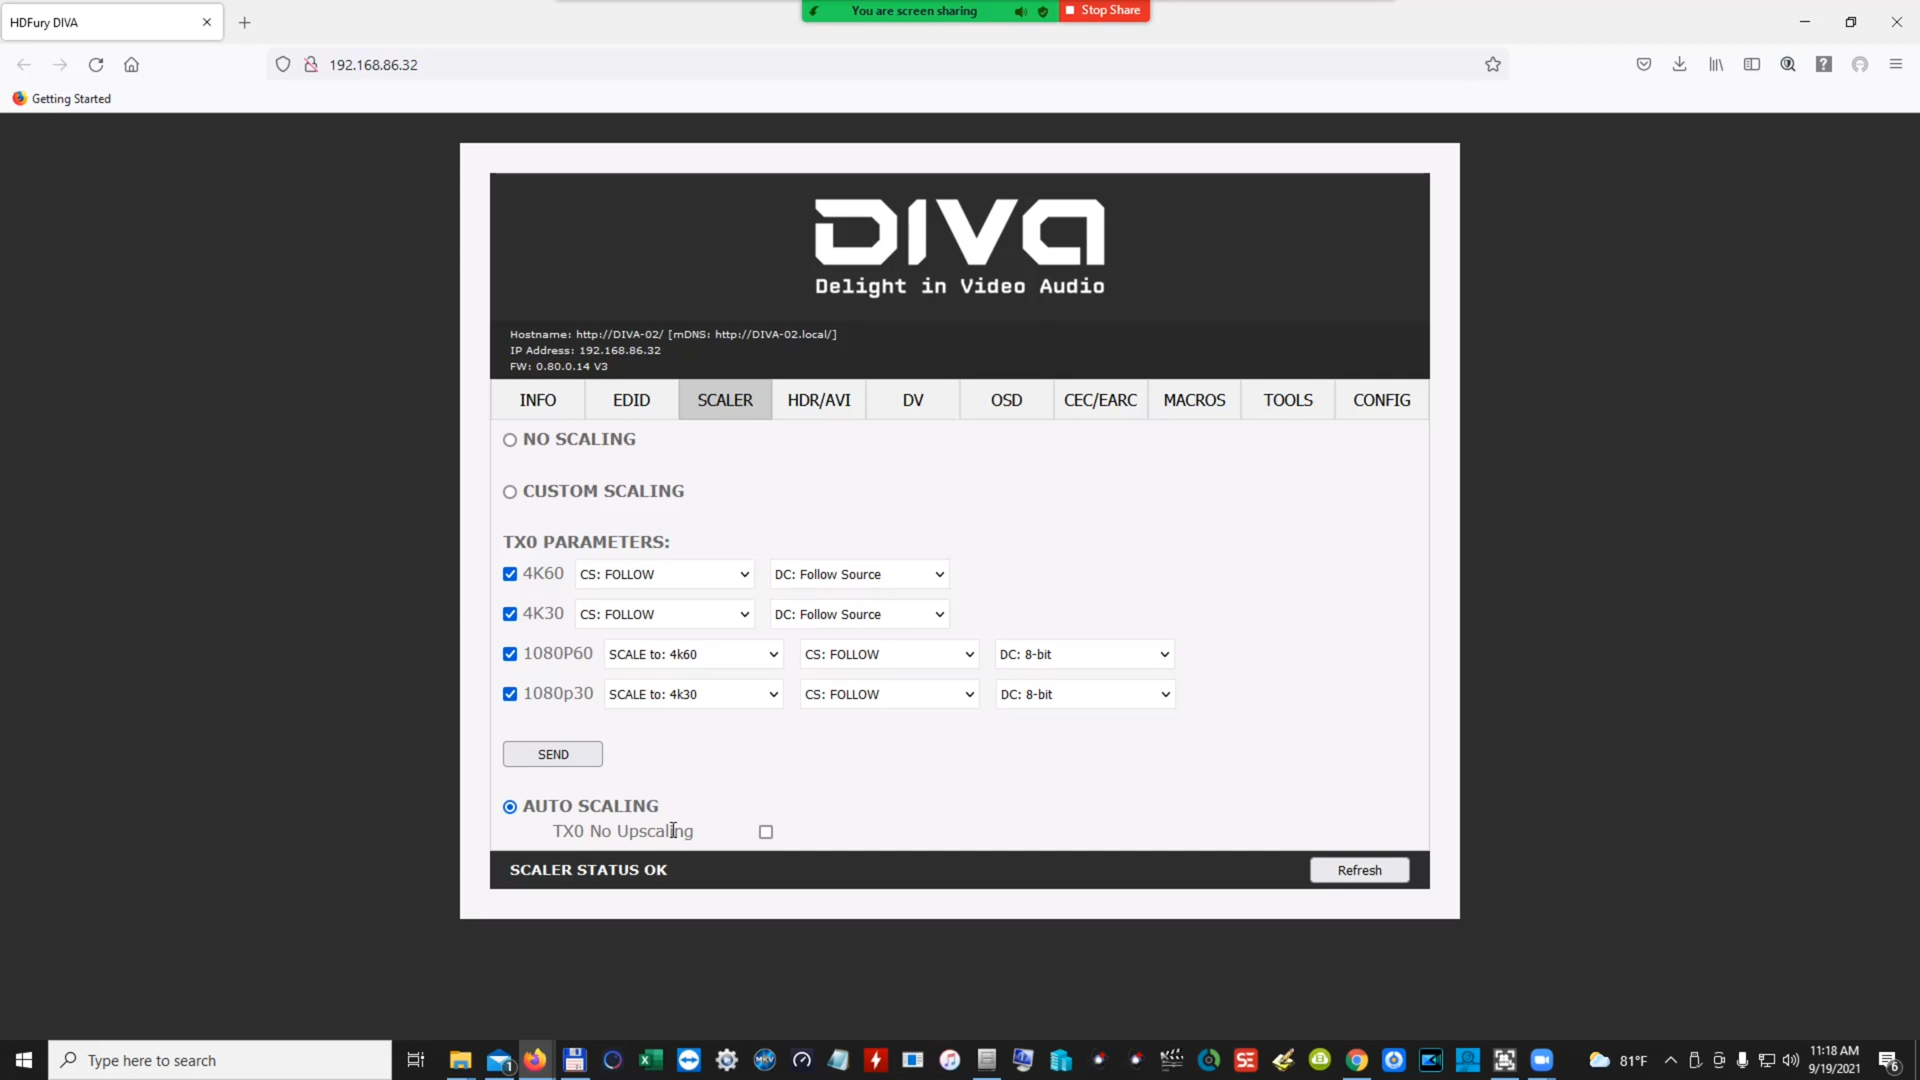 You are screen sharing
Stop Share
HDFury DIVA
192.168.86.32
Getting Started
DIVA
Delight in Video Audio
Hostname: http://DIVA-02/ [mDNS: http://DIVA-02.local/]
IP Address: 192.168.86.32
FW: 0.80.0.14 V3
INFO EDID SCALER HDR/AVI DV OSD CEC/EARC MACROS TOOLS CONFIG
NO SCALING
CUSTOM SCALING
TX0 PARAMETERS:
4K60 CS: FOLLOW DC: Follow Source
4K30 CS: FOLLOW DC: Follow Source
1080P60 SCALE to: 4k60 CS: FOLLOW DC: 8-bit
1080p30 SCALE to: 4k30 CS: FOLLOW DC: 8-bit
SEND
AUTO SCALING
TX0 No Upscaling
SCALER STATUS OK Refresh
Type here to search
1
MKV
SE
81°F
11:18 AM
9/19/2021
6